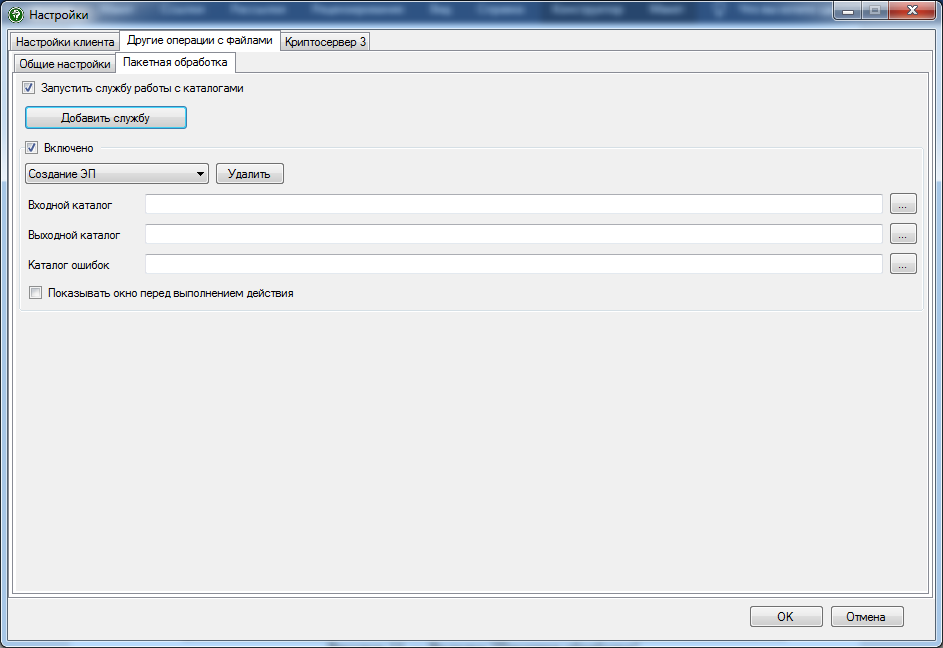 Настройки
Настройки клиента Другие операции с файлами Криптосервер 3
Общие настройки Пакетная обработка
Запустить службу работы с каталогами
Добавить службу
Включено
Создание ЭП Удалить
Входной каталог ...
Выходной каталог ...
Каталог ошибок ...
Показывать окно перед выполнением действия
OK Отмена